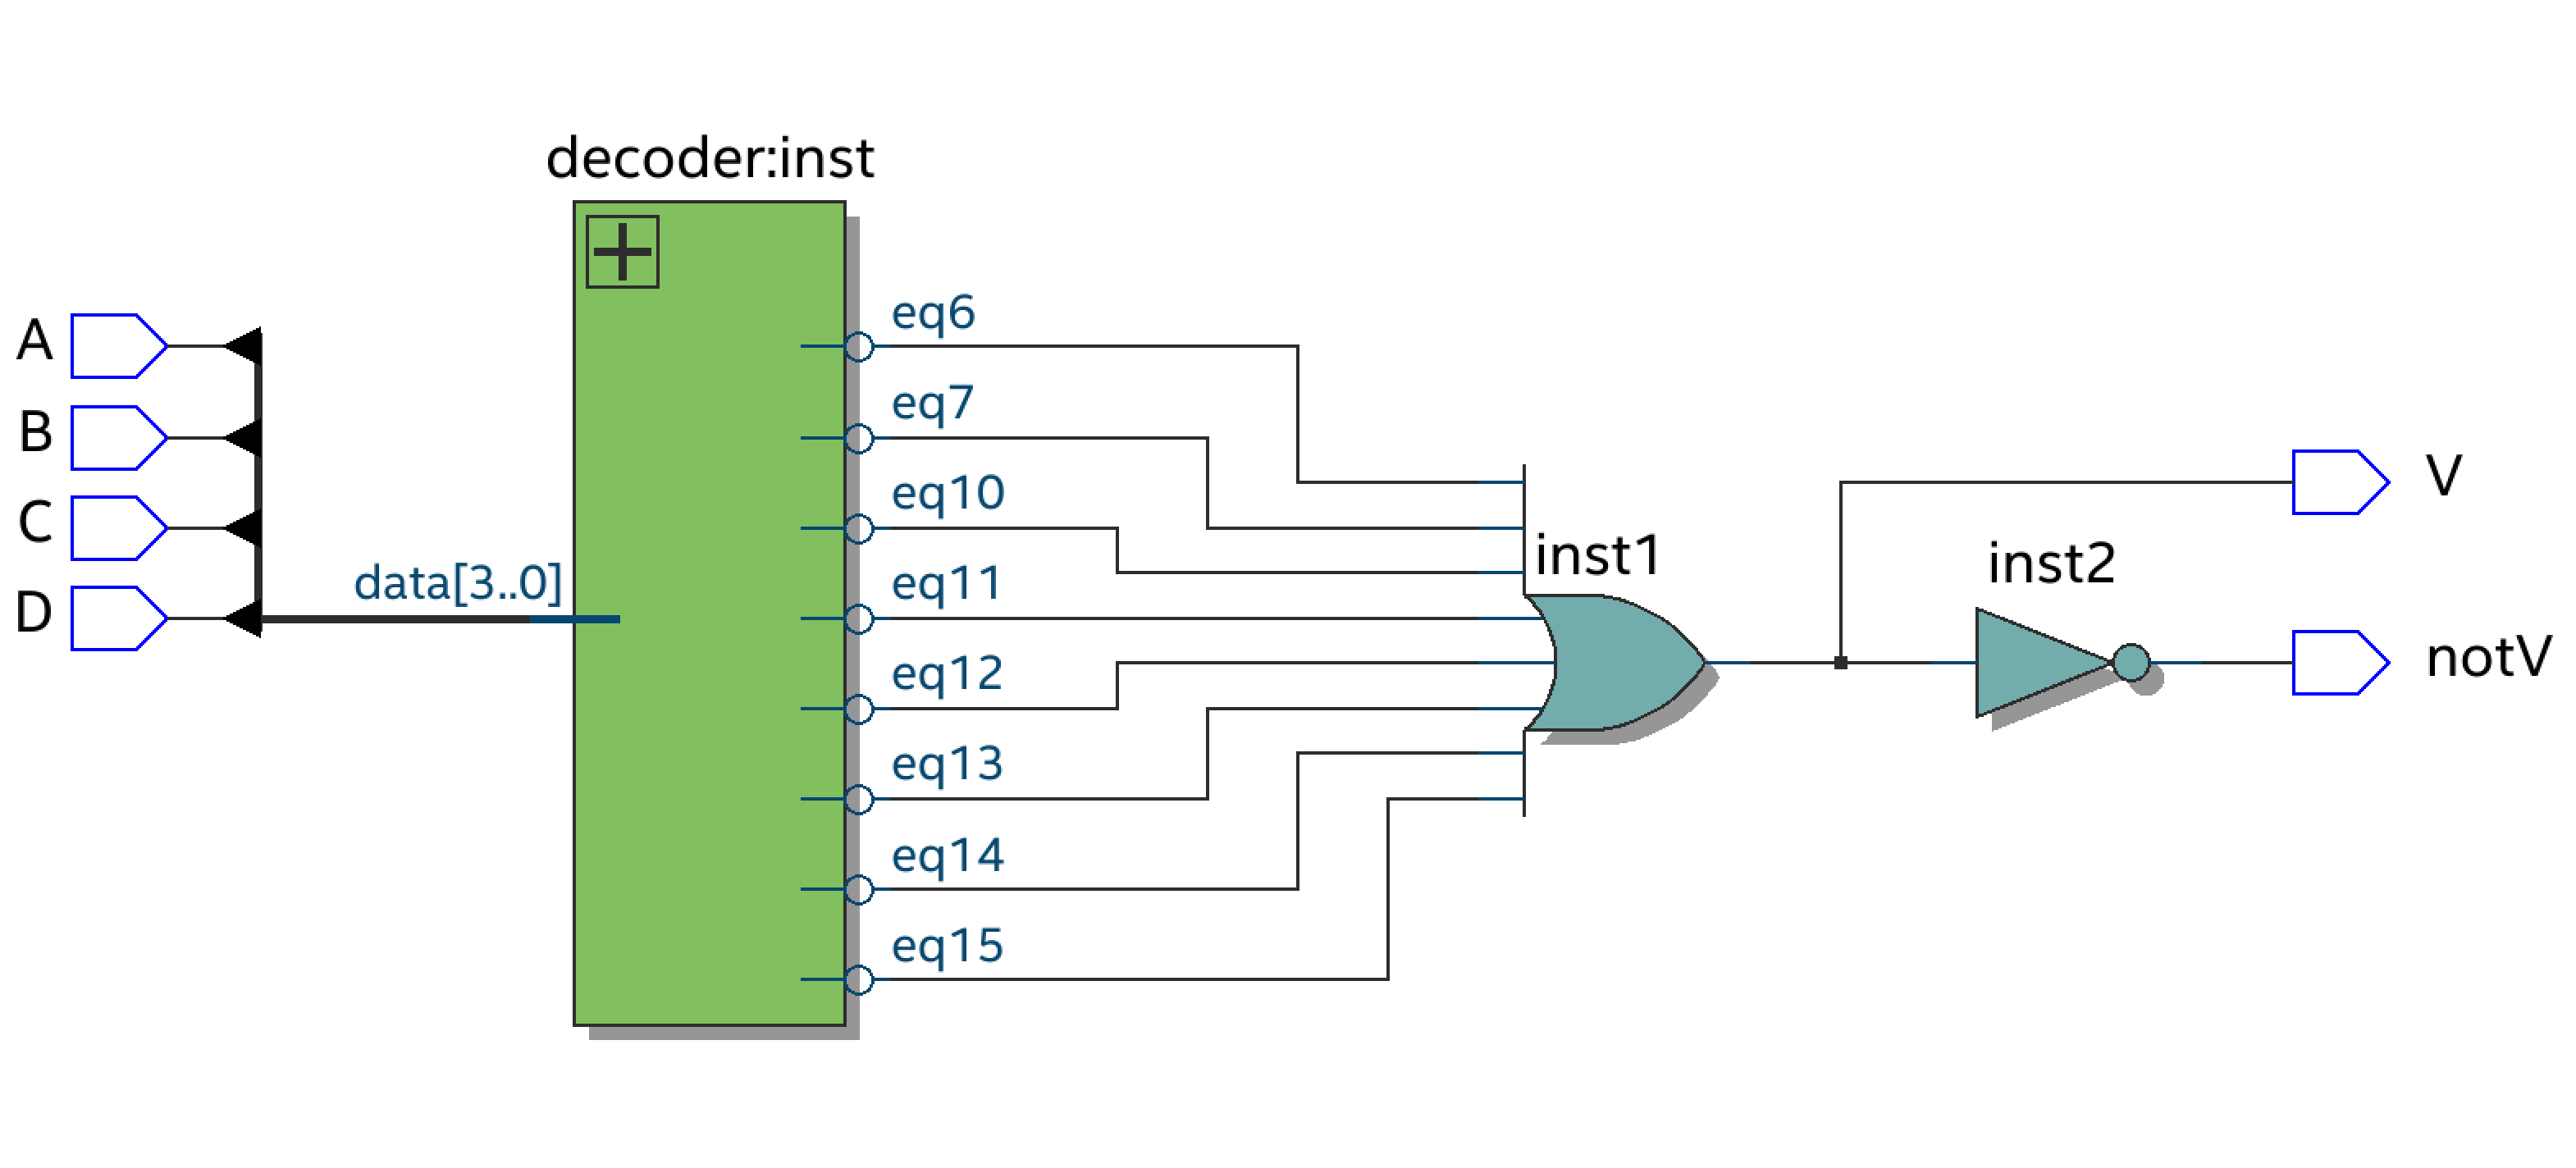 decoder:inst
A
B
C
D
data[3..0]
eq6
eq7
eq10
eq11
eq12
eq13
eq14
eq15
inst1
inst2
V
notV